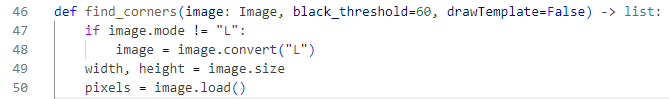 46 def find_corners(image: Image, black_threshold=60, drawTemplate=False) -> list:
47     if image.mode != "L":
48         image = image.convert("L")
49     width, height = image.size
50     pixels = image.load()